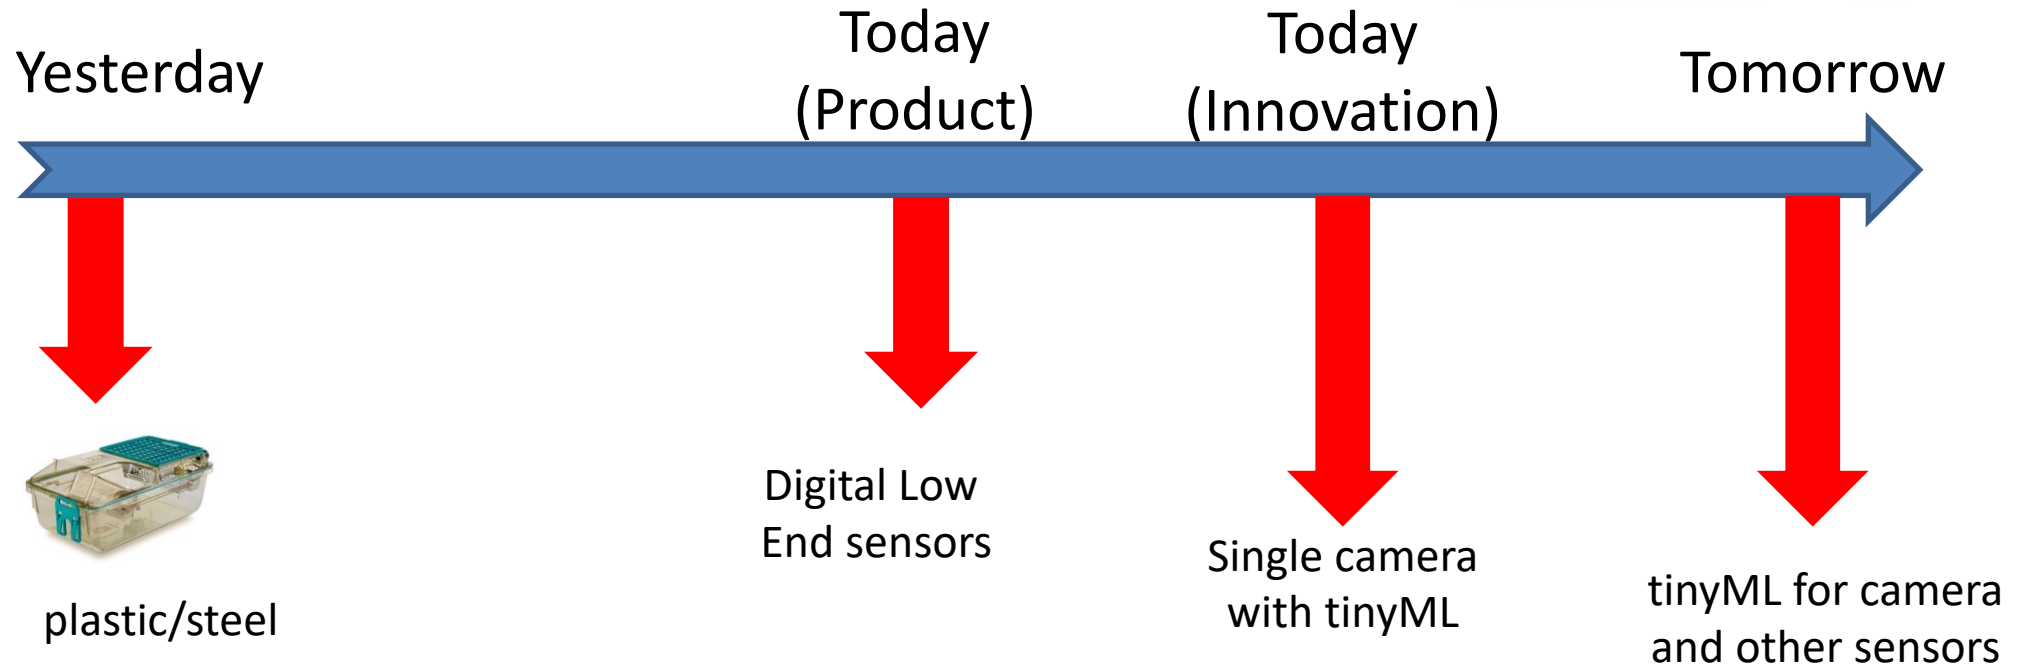 Yesterday
Today
(Product)
Today
(Innovation)
Tomorrow
plastic/steel
Digital Low
End sensors
Single camera
with tinyML
tinyML for camera
and other sensors